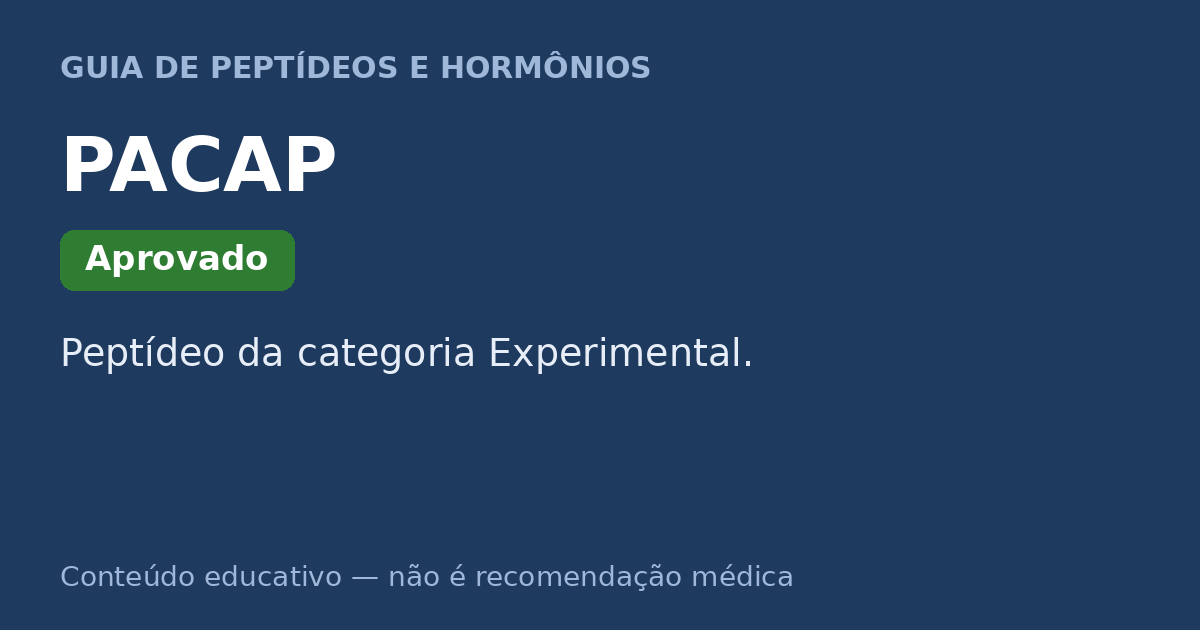 GUIA DE PEPTÍDEOS E HORMÔNIOS
PACAP
Aprovado
Peptídeo da categoria Experimental.
Conteúdo educativo — não é recomendação médica